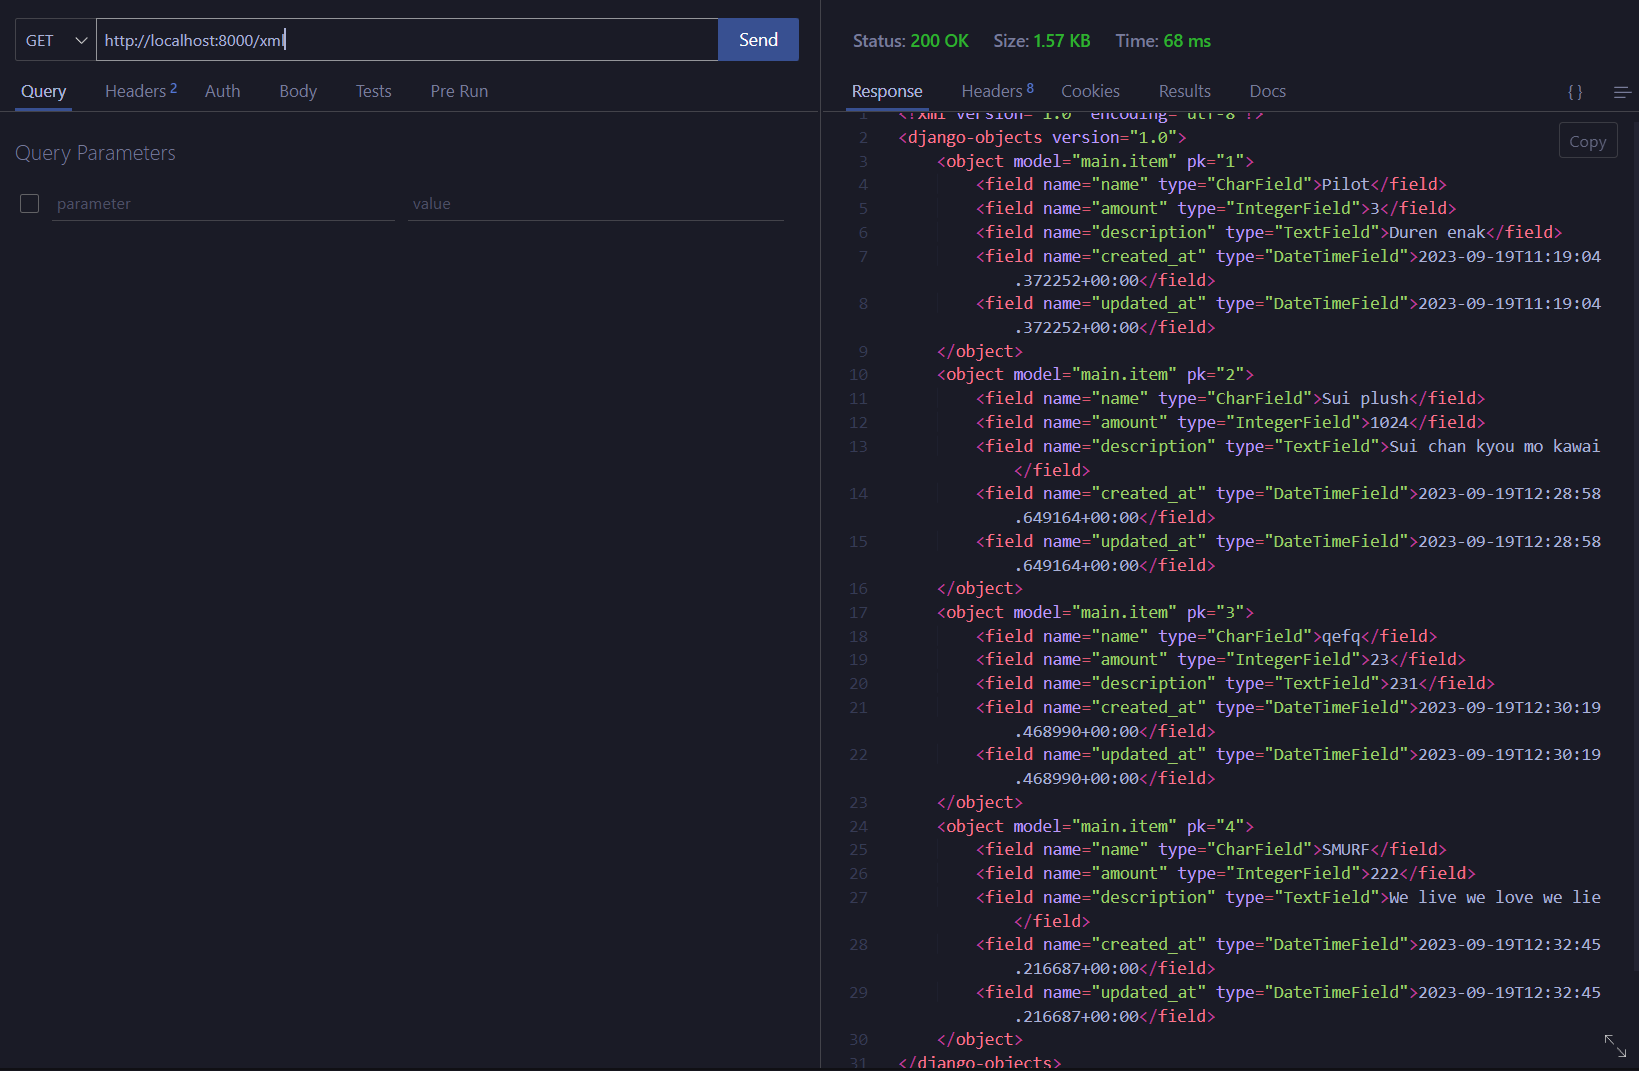 GET http://localhost:8000/xml Send
Query Headers 2 Auth Body Tests Pre Run
Query Parameters
parameter value
Status: 200 OK Size: 1.57 KB Time: 68 ms
Response Headers 8 Cookies Results Docs { }
Copy
1 <?xml version="1.0" encoding="utf-8"?>
2 <django-objects version="1.0">
3 <object model="main.item" pk="1">
4 <field name="name" type="CharField">Pilot</field>
5 <field name="amount" type="IntegerField">3</field>
6 <field name="description" type="TextField">Duren enak</field>
7 <field name="created_at" type="DateTimeField">2023-09-19T11:19:04
.372252+00:00</field>
8 <field name="updated_at" type="DateTimeField">2023-09-19T11:19:04
.372252+00:00</field>
9 </object>
10 <object model="main.item" pk="2">
11 <field name="name" type="CharField">Sui plush</field>
12 <field name="amount" type="IntegerField">1024</field>
13 <field name="description" type="TextField">Sui chan kyou mo kawai
</field>
14 <field name="created_at" type="DateTimeField">2023-09-19T12:28:58
.649164+00:00</field>
15 <field name="updated_at" type="DateTimeField">2023-09-19T12:28:58
.649164+00:00</field>
16 </object>
17 <object model="main.item" pk="3">
18 <field name="name" type="CharField">qefq</field>
19 <field name="amount" type="IntegerField">23</field>
20 <field name="description" type="TextField">231</field>
21 <field name="created_at" type="DateTimeField">2023-09-19T12:30:19
.468990+00:00</field>
22 <field name="updated_at" type="DateTimeField">2023-09-19T12:30:19
.468990+00:00</field>
23 </object>
24 <object model="main.item" pk="4">
25 <field name="name" type="CharField">SMURF</field>
26 <field name="amount" type="IntegerField">222</field>
27 <field name="description" type="TextField">We live we love we lie
</field>
28 <field name="created_at" type="DateTimeField">2023-09-19T12:32:45
.216687+00:00</field>
29 <field name="updated_at" type="DateTimeField">2023-09-19T12:32:45
.216687+00:00</field>
30 </object>
31 </django-objects>